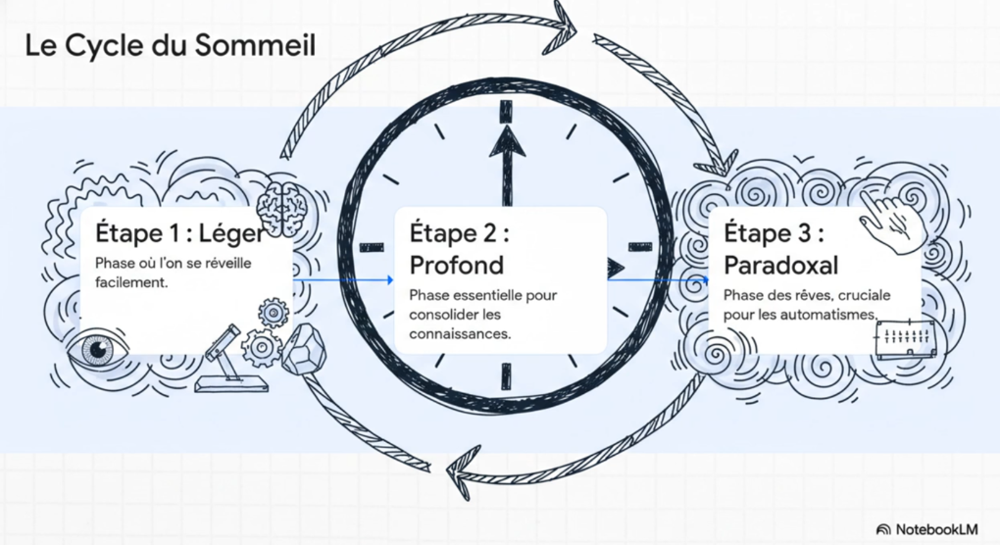 Le Cycle du Sommeil
Étape 1 : Léger
Phase où l'on se réveille
facilement.
Étape 2 :
Profond
Phase essentielle pour
consolider les
connaissances.
Étape 3 :
Paradoxal
Phase des rêves, cruciale
pour les automatismes.
NotebookLM